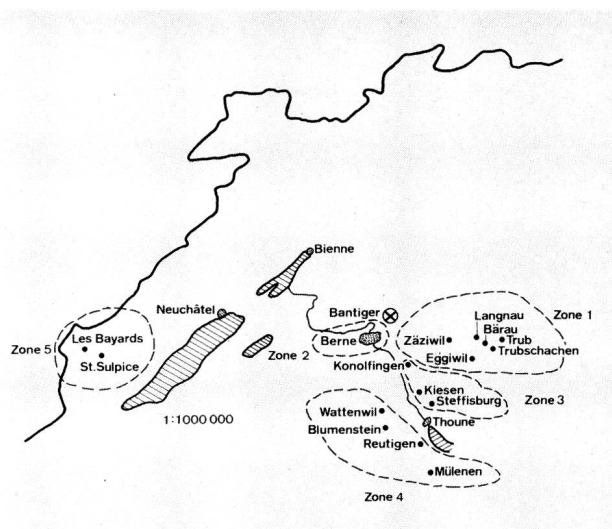 Bienne
Neuchâtel
Bantiger
Langnau
Zone 1
Bärau
Les Bayards
Zäziwil
Trub
Berne
Zone 5
Zone 2
Trubschachen
St.Sulpice
Eggiwil
Konolfingen
Kiesen
Zone 3
Steffisburg
1:1000 000
Wattenwil
Thoune
Blumenstein
Reutigen
Mülenen
Zone 4